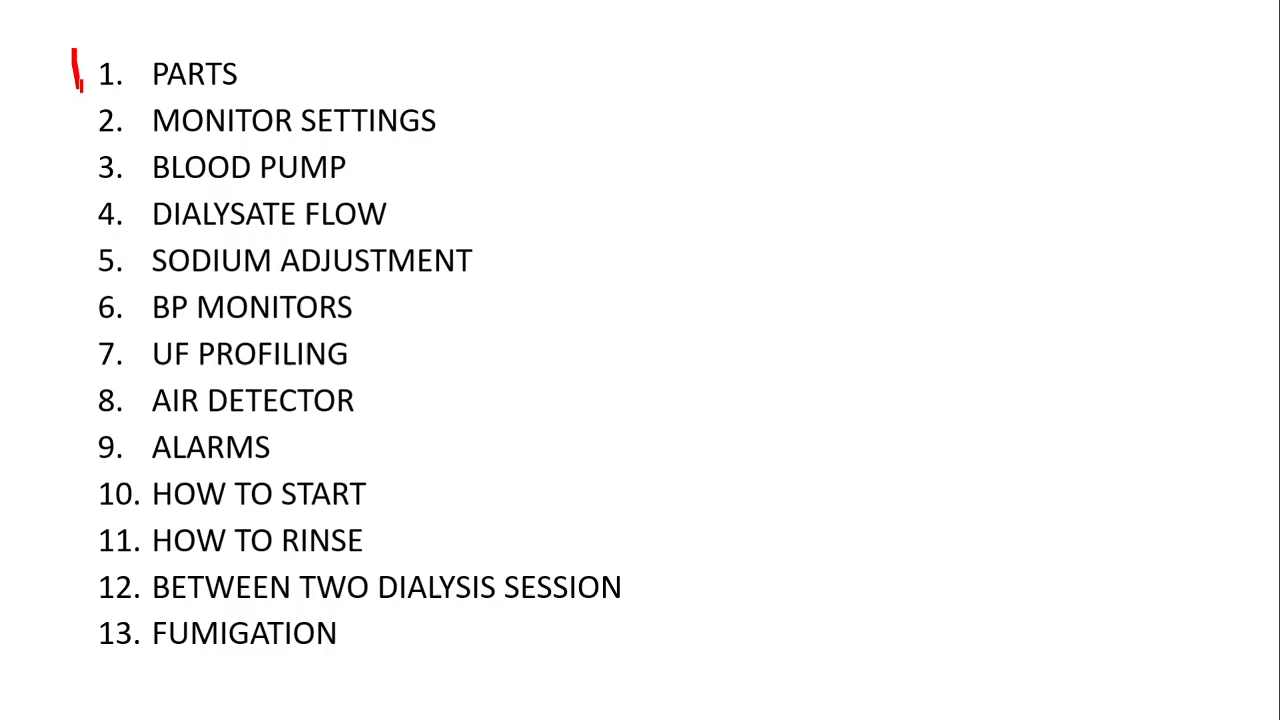 1. PARTS
2. MONITOR SETTINGS
3. BLOOD PUMP
4. DIALYSATE FLOW
5. SODIUM ADJUSTMENT
6. BP MONITORS
7. UF PROFILING
8. AIR DETECTOR
9. ALARMS
10. HOW TO START
11. HOW TO RINSE
12. BETWEEN TWO DIALYSIS SESSION
13. FUMIGATION